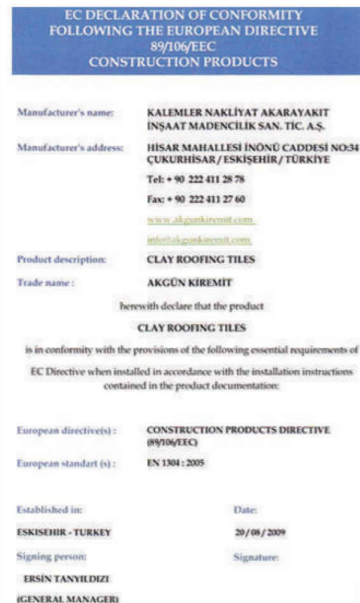 EC DECLARATION OF CONFORMITY
FOLLOWING THE EUROPEAN DIRECTIVE
89/106/EEC
CONSTRUCTION PRODUCTS
Manufacturer's name: KALEMLER NAKLİYAT AKARAYAKIT
İNŞAAT MADENCİLİK SAN. TİC. A.Ş.
Manufacturer's address: HİSAR MAHALLESİ İNÖNÜ CADDESİ NO:34
ÇUKURHİSAR / ESKİŞEHİR / TÜRKİYE
Tel: + 90 222 411 28 78
Fax: + 90 222 411 27 60
www.akgunkiremit.com
info@akgunkiremit.com
Product description: CLAY ROOFING TILES
Trade name : AKGÜN KİREMİT
herewith declare that the product
CLAY ROOFING TILES
is in conformity with the provisions of the following essential requirements of
EC Directive when installed in accordance with the installation instructions
contained in the product documentation:
European directive(s) : CONSTRUCTION PRODUCTS DIRECTIVE
(89/106/EEC)
European standart (s) : EN 1304 : 2005
Established in: Date:
ESKISEHIR - TURKEY 20 / 08 / 2009
Signing person: Signature:
ERSİN TANYILDIZI
(GENERAL MANAGER)